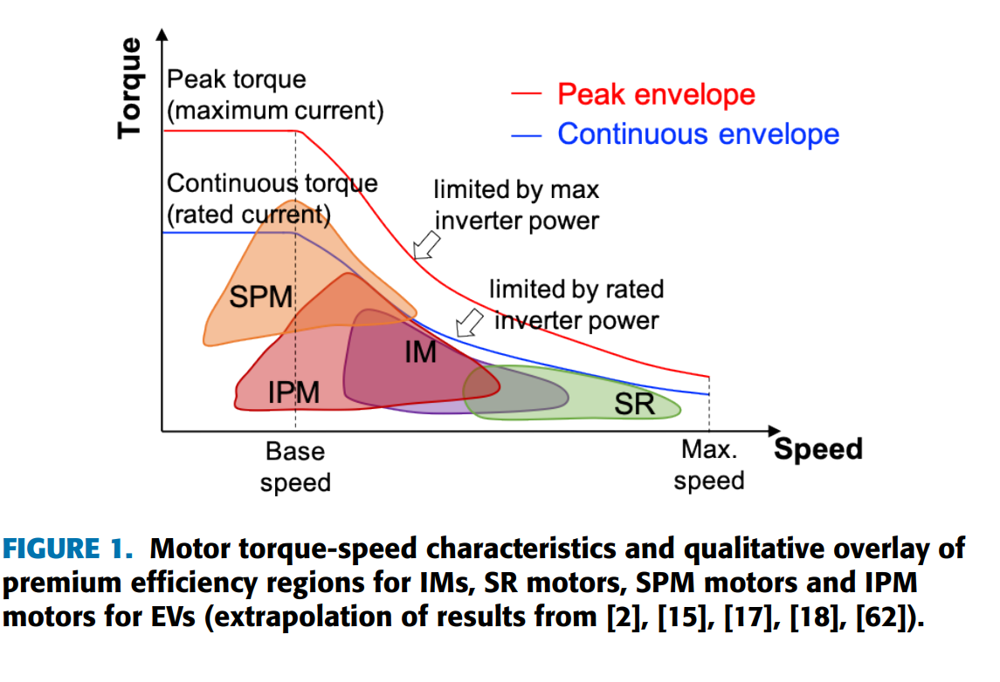 Torque
Peak torque
(maximum current)
Peak envelope
Continuous envelope
Continuous torque
(rated current)
limited by max
inverter power
limited by rated
inverter power
SPM
IM
IPM
SR
Base
speed
Max.
speed
Speed
FIGURE 1. Motor torque-speed characteristics and qualitative overlay of
premium efficiency regions for IMs, SR motors, SPM motors and IPM
motors for EVs (extrapolation of results from [2], [15], [17], [18], [62]).